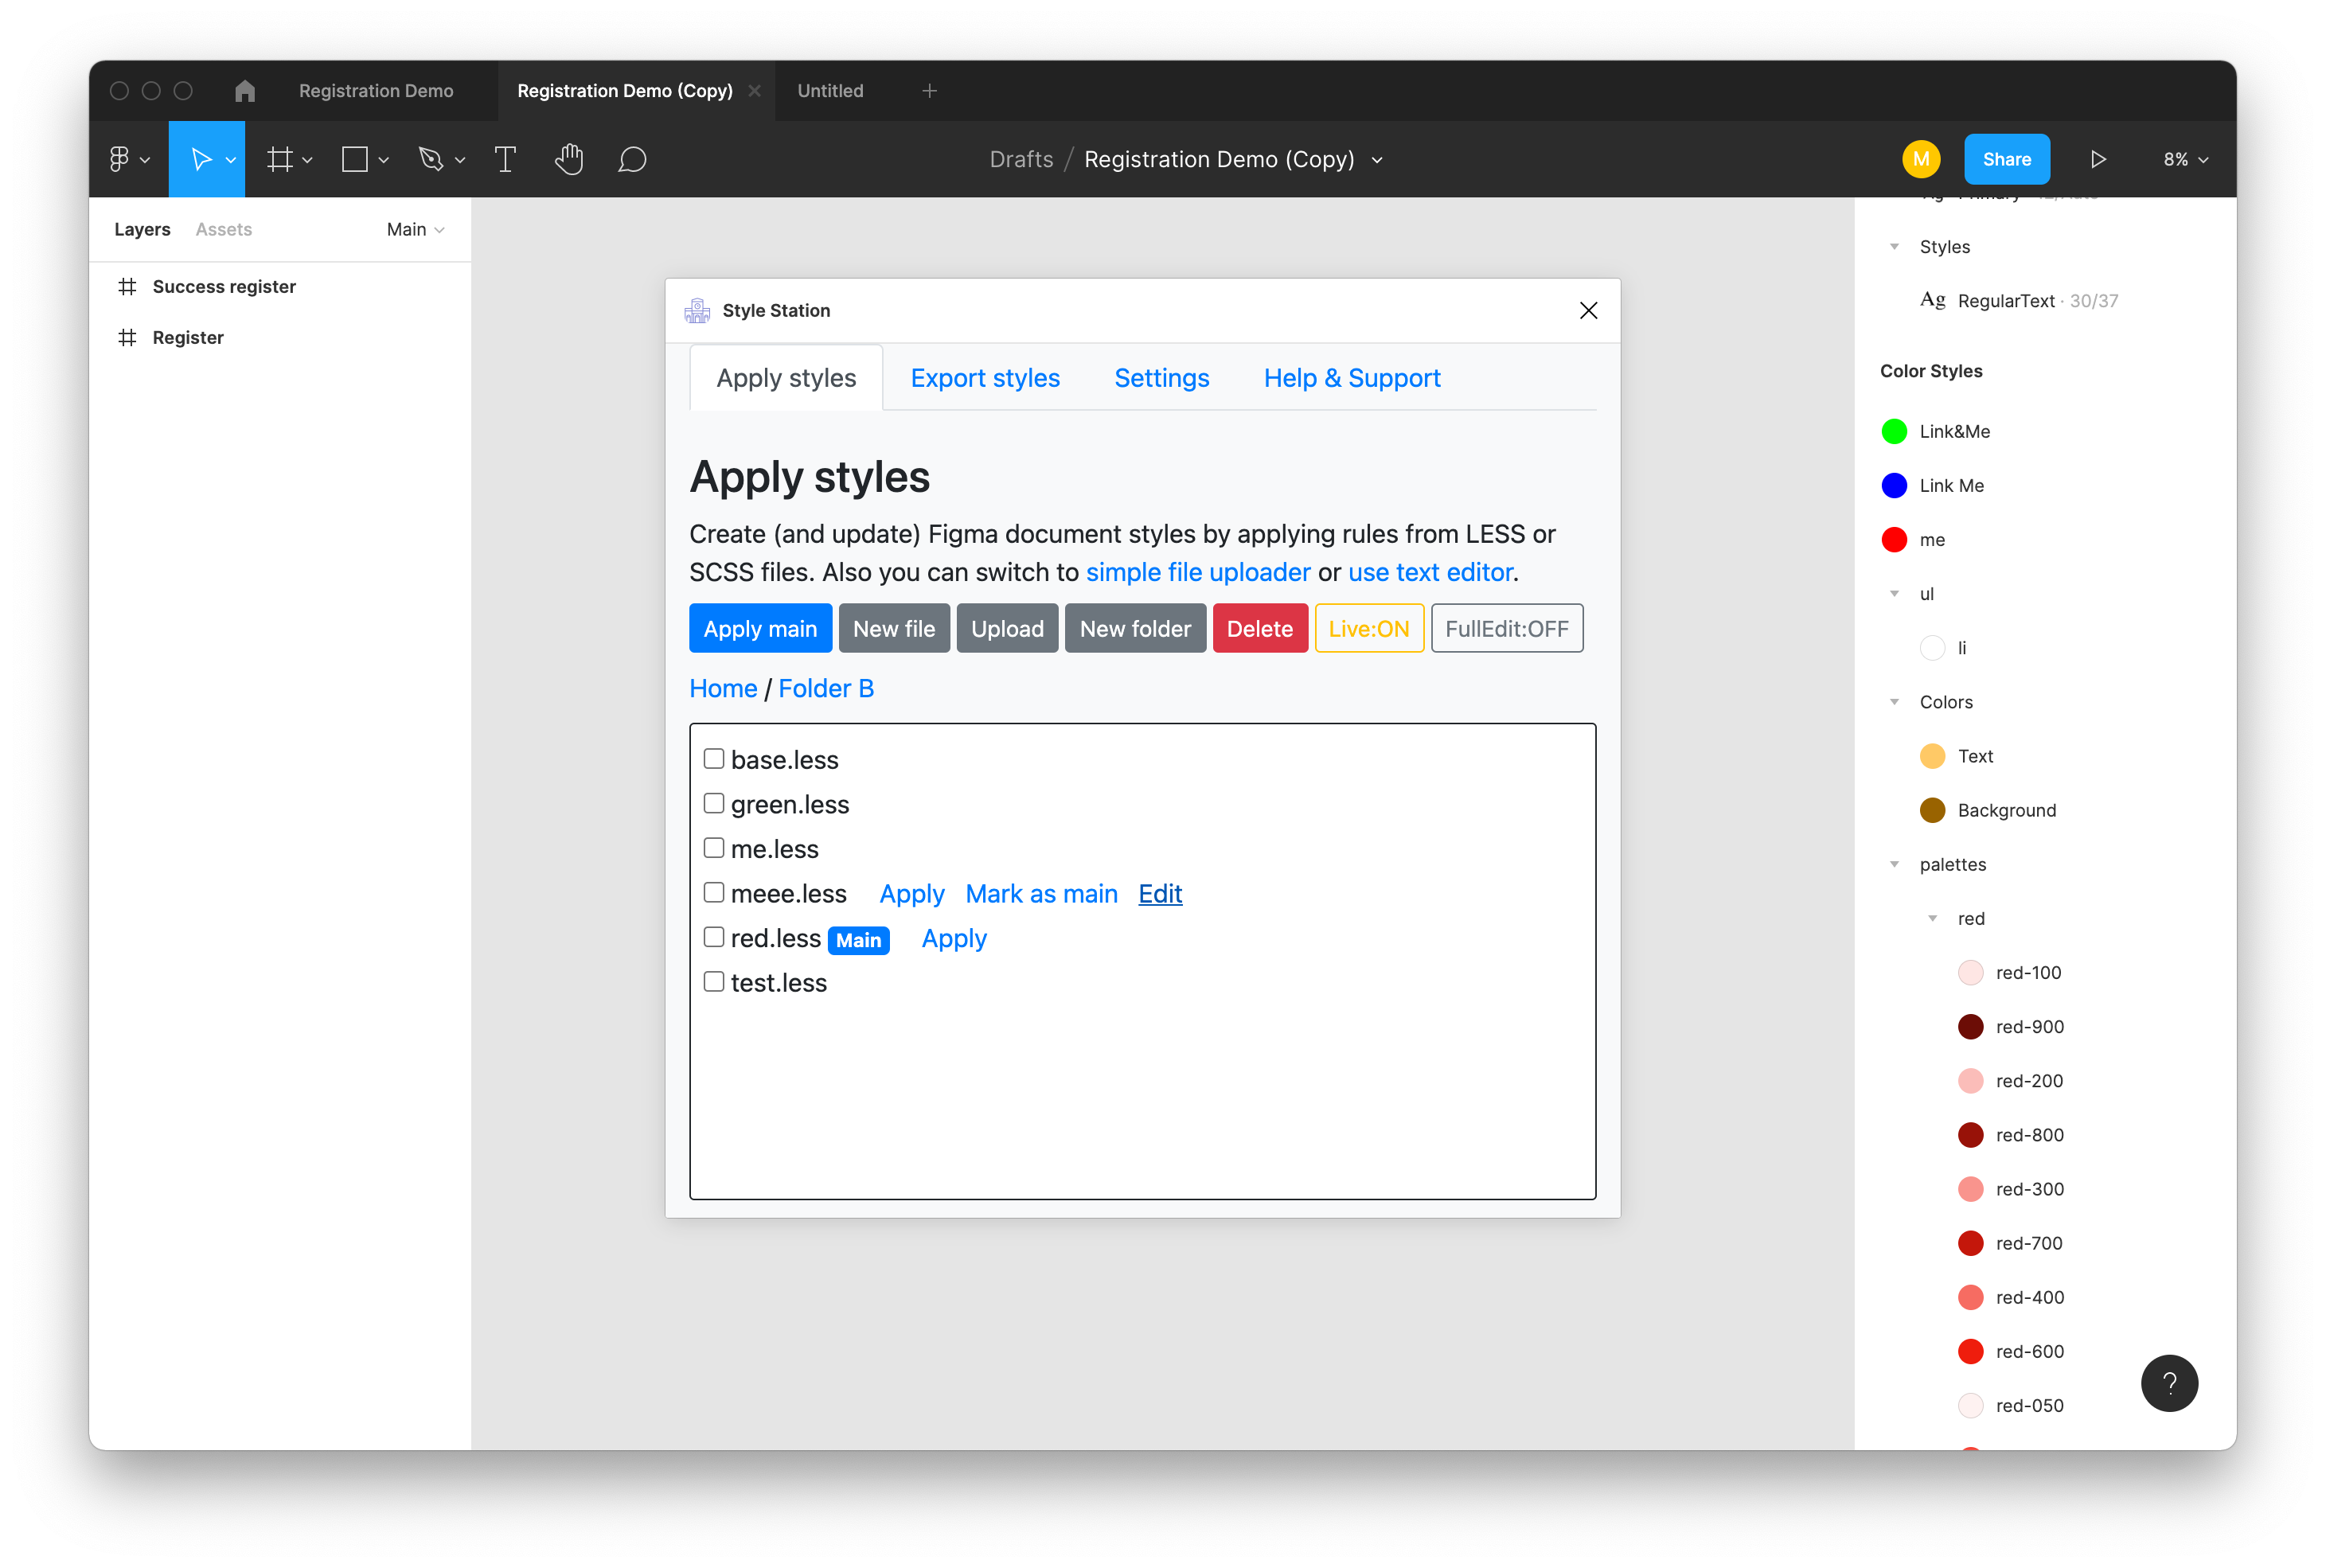 Registration Demo
Registration Demo (Copy)
Untitled
Drafts / Registration Demo (Copy)
M
Share
8%
Layers
Assets
Main
Success register
Register
Style Station
Apply styles
Export styles
Settings
Help & Support
Apply styles
Create (and update) Figma document styles by applying rules from LESS or
SCSS files. Also you can switch to simple file uploader or use text editor.
Apply main
New file
Upload
New folder
Delete
Live:ON
FullEdit:OFF
Home / Folder B
base.less
green.less
me.less
meee.less Apply Mark as main Edit
red.less Main Apply
test.less
Styles
Ag RegularText · 30/37
Color Styles
Link&Me
Link Me
me
ul
li
Colors
Text
Background
palettes
red
red-100
red-900
red-200
red-800
red-300
red-700
red-400
red-600
red-050
?